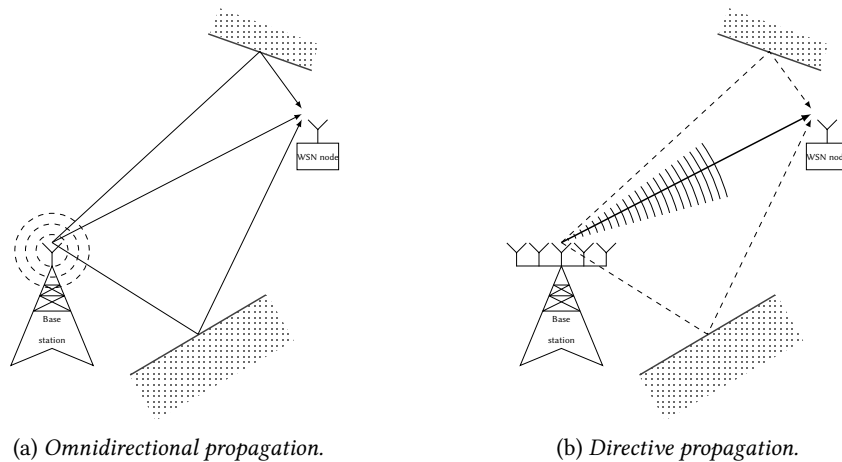 WSN node
WSN node
Base
station
Base
station
(a) Omnidirectional propagation.
(b) Directive propagation.